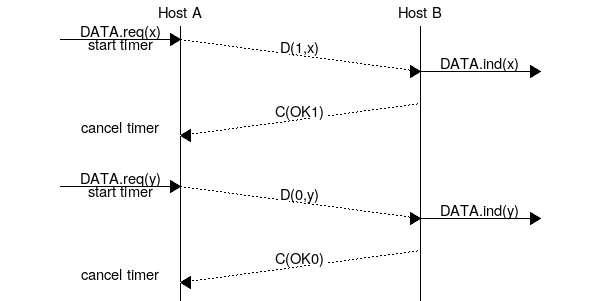 Host A
Host B
DATA.req(x)
start timer
D(1,x)
DATA.ind(x)
C(OK1)
cancel timer
DATA.req(y)
start timer
D(0,y)
DATA.ind(y)
C(OK0)
cancel timer